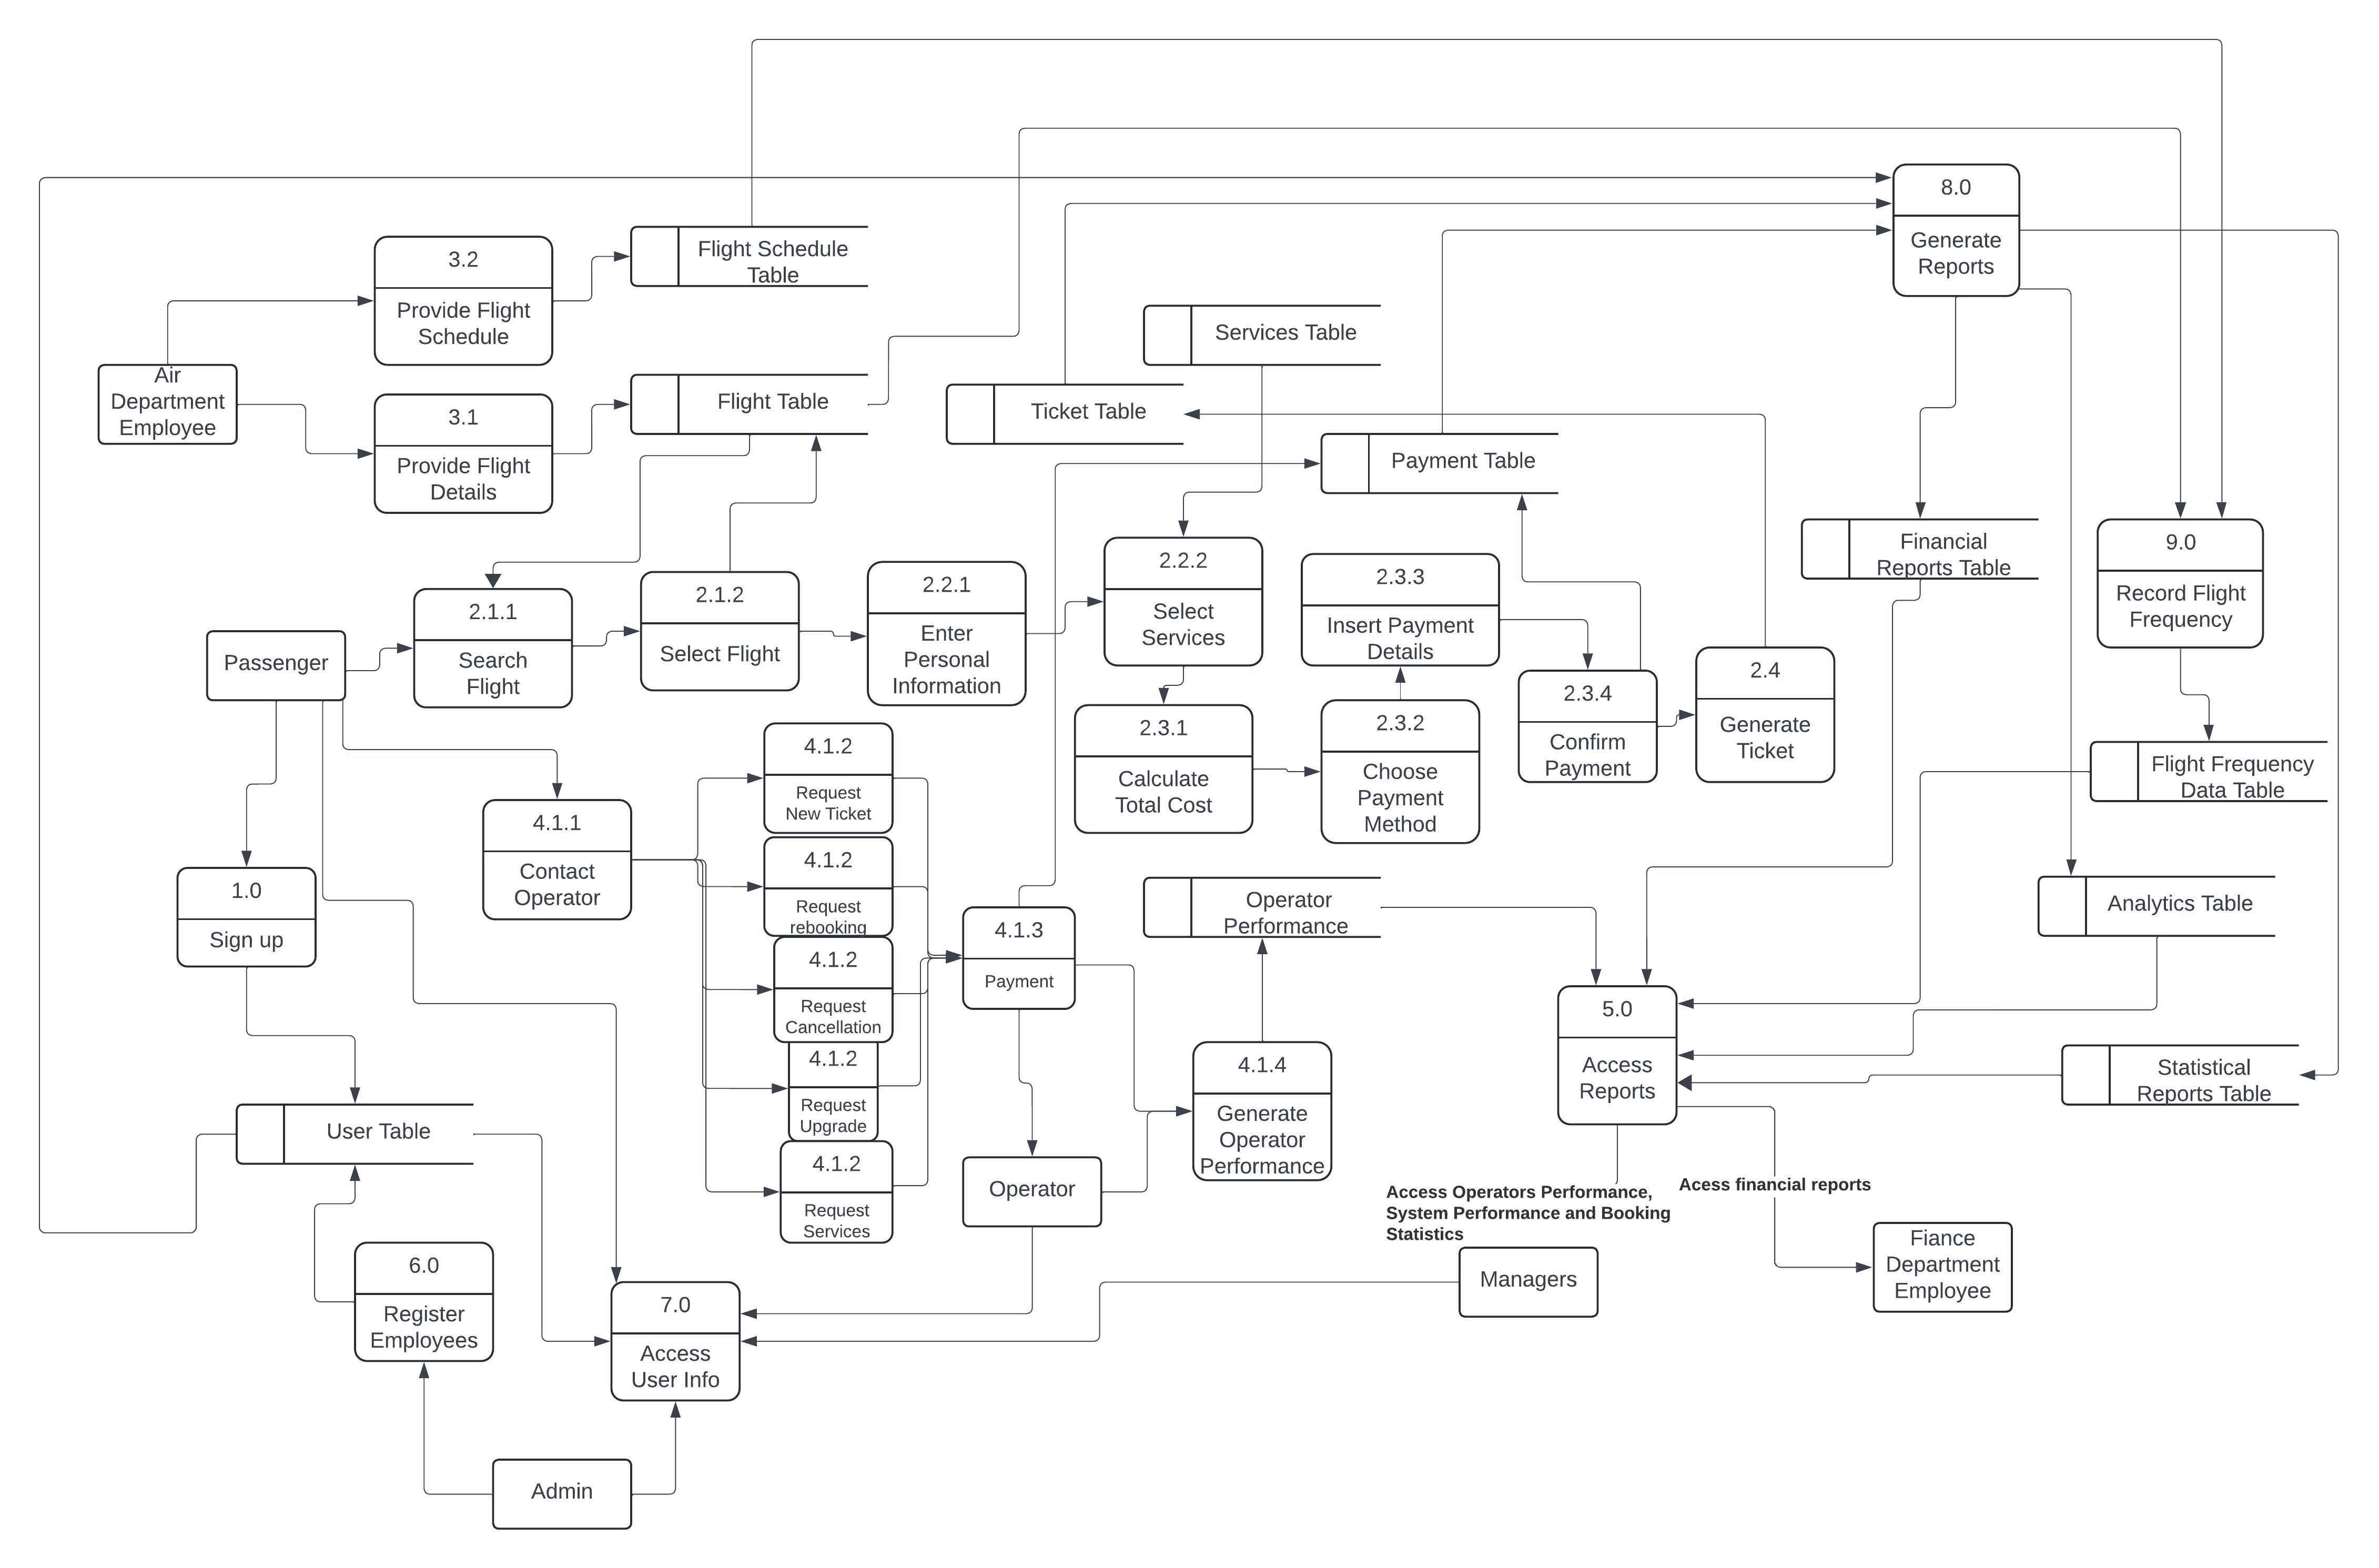 8.0
Generate
Reports
3.2
Provide Flight
Schedule
Flight Schedule
Table
Services Table
Air
Department
Employee
3.1
Provide Flight
Details
Flight Table
Ticket Table
Payment Table
Financial
Reports Table
9.0
Record Flight
Frequency
Passenger
2.1.1
Search
Flight
2.1.2
Select Flight
2.2.1
Enter
Personal
Information
2.2.2
Select
Services
2.3.3
Insert Payment
Details
2.3.1
Calculate
Total Cost
2.3.2
Choose
Payment
Method
2.3.4
Confirm
Payment
2.4
Generate
Ticket
Flight Frequency
Data Table
4.1.1
Contact
Operator
4.1.2
Request
New Ticket
4.1.2
Request
rebooking
4.1.2
Request
Cancellation
4.1.2
Request
Upgrade
4.1.2
Request
Services
4.1.3
Payment
Operator
Performance
Analytics Table
1.0
Sign up
5.0
Access
Reports
4.1.4
Generate
Operator
Performance
Statistical
Reports Table
User Table
Operator
Access Operators Performance,
System Performance and Booking
Statistics
Acess financial reports
Managers
Fiance
Department
Employee
6.0
Register
Employees
7.0
Access
User Info
Admin